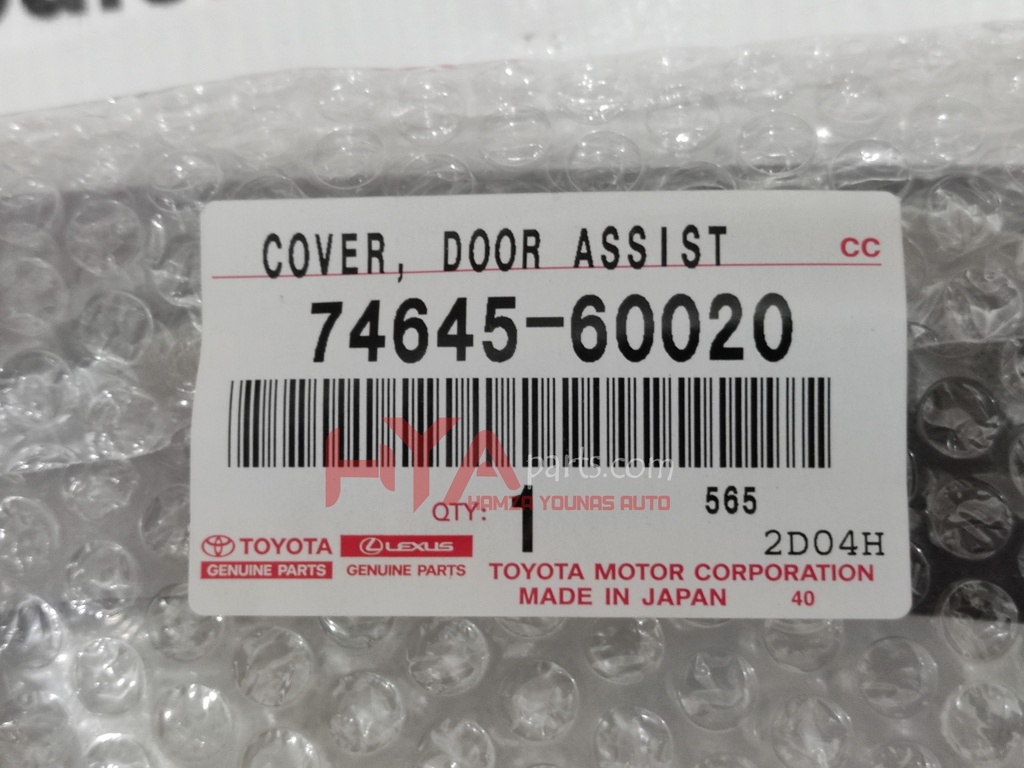 COVER, DOOR ASSIST CC
74645-60020
HYAparts.com
HAMZA YOUNAS AUTO
QTY: 1 565
2D04H
TOYOTA LEXUS
GENUINE PARTS GENUINE PARTS
TOYOTA MOTOR CORPORATION
MADE IN JAPAN 40